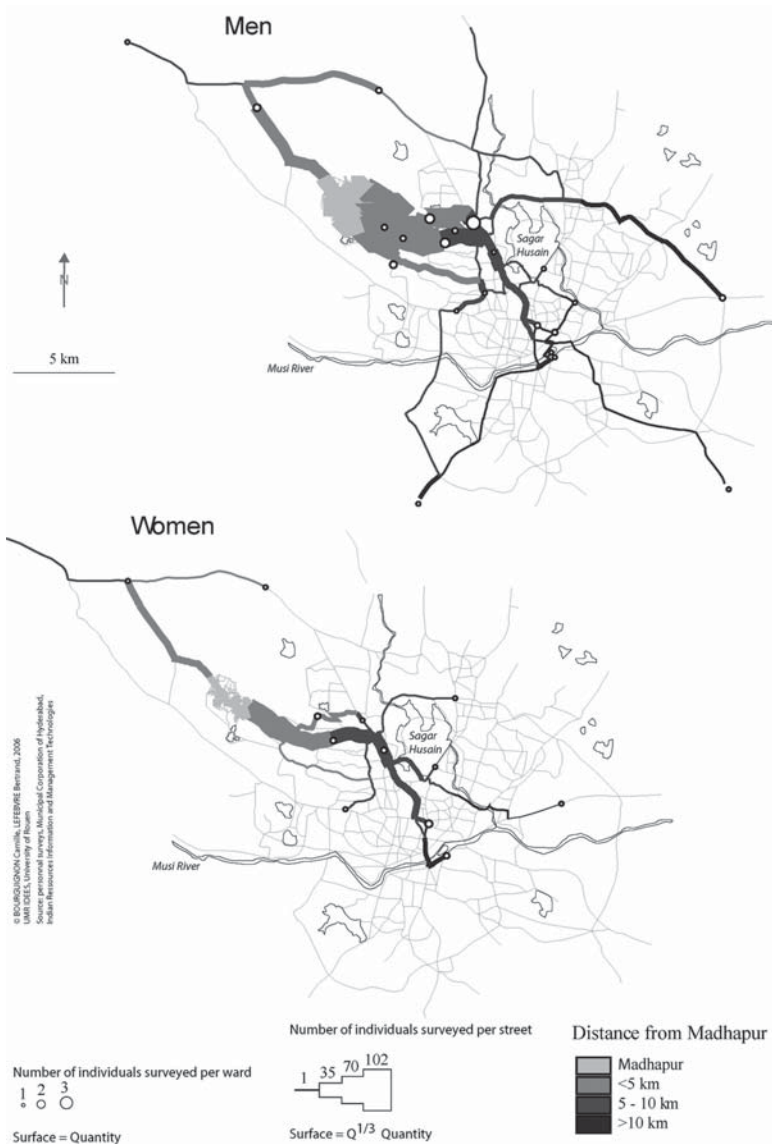 Men
Sagar
Husain
N
5 km
Musi River
Women
Sagar
Husain
Musi River
© BOURGUIGNON Camille, LEFEBVRE Bertrand, 2006
UMR IDEES, University of Rouen
Source: personnal surveys, Municipal Corporation of Hyderabad,
Indian Ressources Information and Management Technologies
Number of individuals surveyed per ward
1 2 3
Surface = Quantity
Number of individuals surveyed per street
1 35 70 102
Surface = Q1/3 Quantity
Distance from Madhapur
Madhapur
<5 km
5 - 10 km
>10 km